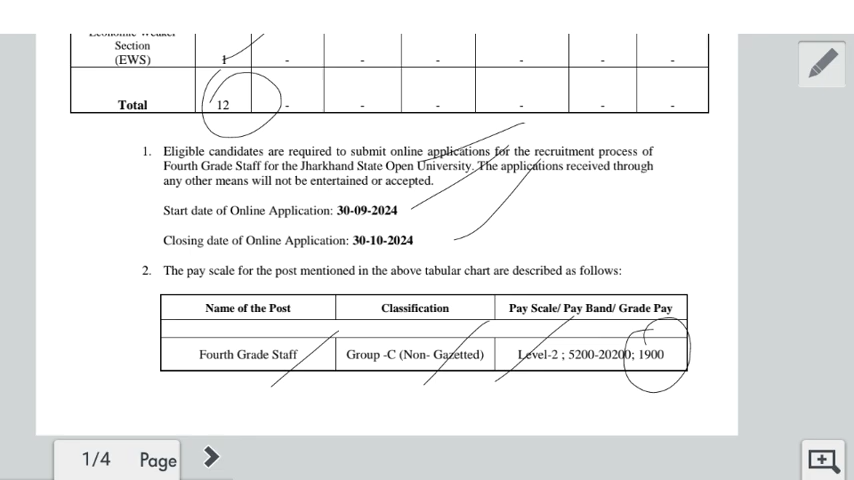 Section
(EWS) 1 - - - - - -
Total 12 - - - - - -
1. Eligible candidates are required to submit online applications for the recruitment process of
Fourth Grade Staff for the Jharkhand State Open University. The applications received through
any other means will not be entertained or accepted.
Start date of Online Application: 30-09-2024
Closing date of Online Application: 30-10-2024
2. The pay scale for the post mentioned in the above tabular chart are described as follows:
Name of the Post Classification Pay Scale/ Pay Band/ Grade Pay
Fourth Grade Staff Group -C (Non- Gazetted) Level-2 ; 5200-20200; 1900
1/4 Page